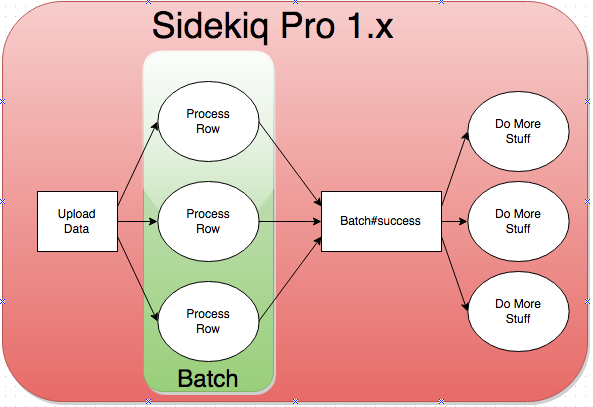 Sidekiq Pro 1.x
Process
Row
Do More
Stuff
Upload
Data
Process
Row
Batch#success
Do More
Stuff
Process
Row
Do More
Stuff
Batch